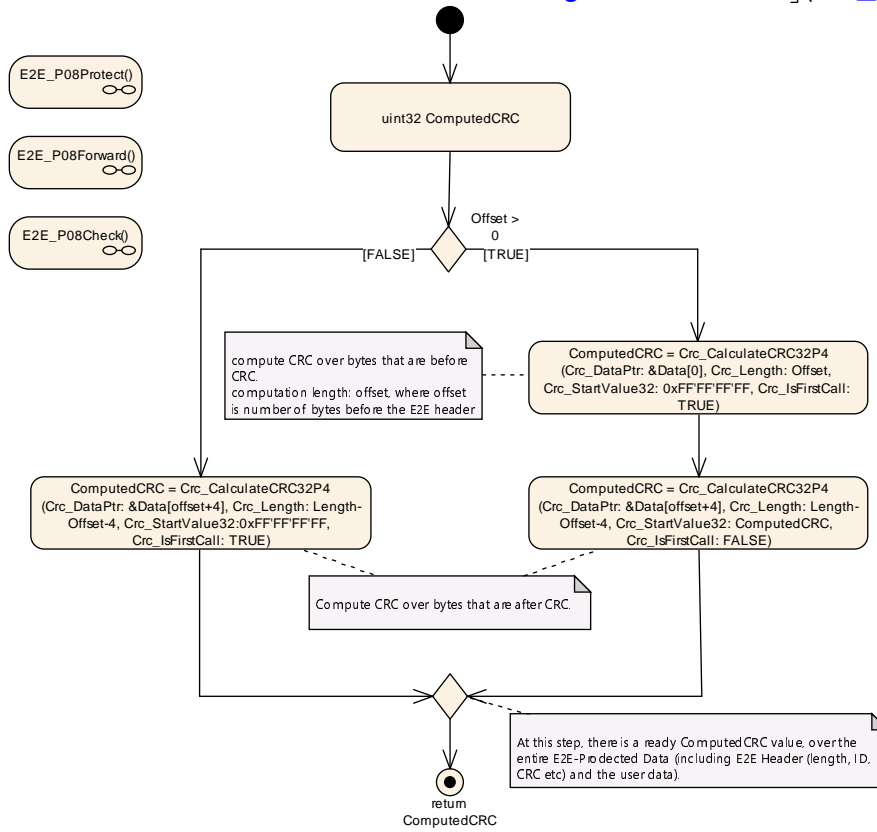 E2E_P08Protect()
E2E_P08Forward()
E2E_P08Check()
uint32 ComputedCRC
Offset >
0
[FALSE]
[TRUE]
compute CRC over bytes that are before
CRC.
computation length: offset, where offset
is number of bytes before the E2E header
ComputedCRC = Crc_CalculateCRC32P4
(Crc_DataPtr: &Data[0], Crc_Length: Offset,
Crc_StartValue32: 0xFF'FF'FF'FF, Crc_IsFirstCall:
TRUE)
ComputedCRC = Crc_CalculateCRC32P4
(Crc_DataPtr: &Data[offset+4], Crc_Length: Length-
Offset-4, Crc_StartValue32:0xFF'FF'FF'FF,
Crc_IsFirstCall: TRUE)
ComputedCRC = Crc_CalculateCRC32P4
(Crc_DataPtr: &Data[offset+4], Crc_Length: Length-
Offset-4, Crc_StartValue32: ComputedCRC,
Crc_IsFirstCall: FALSE)
Compute CRC over bytes that are after CRC.
At this step, there is a ready ComputedCRC value, over the
entire E2E-Prodected Data (including E2E Header (length, ID,
CRC etc) and the user data).
return
ComputedCRC